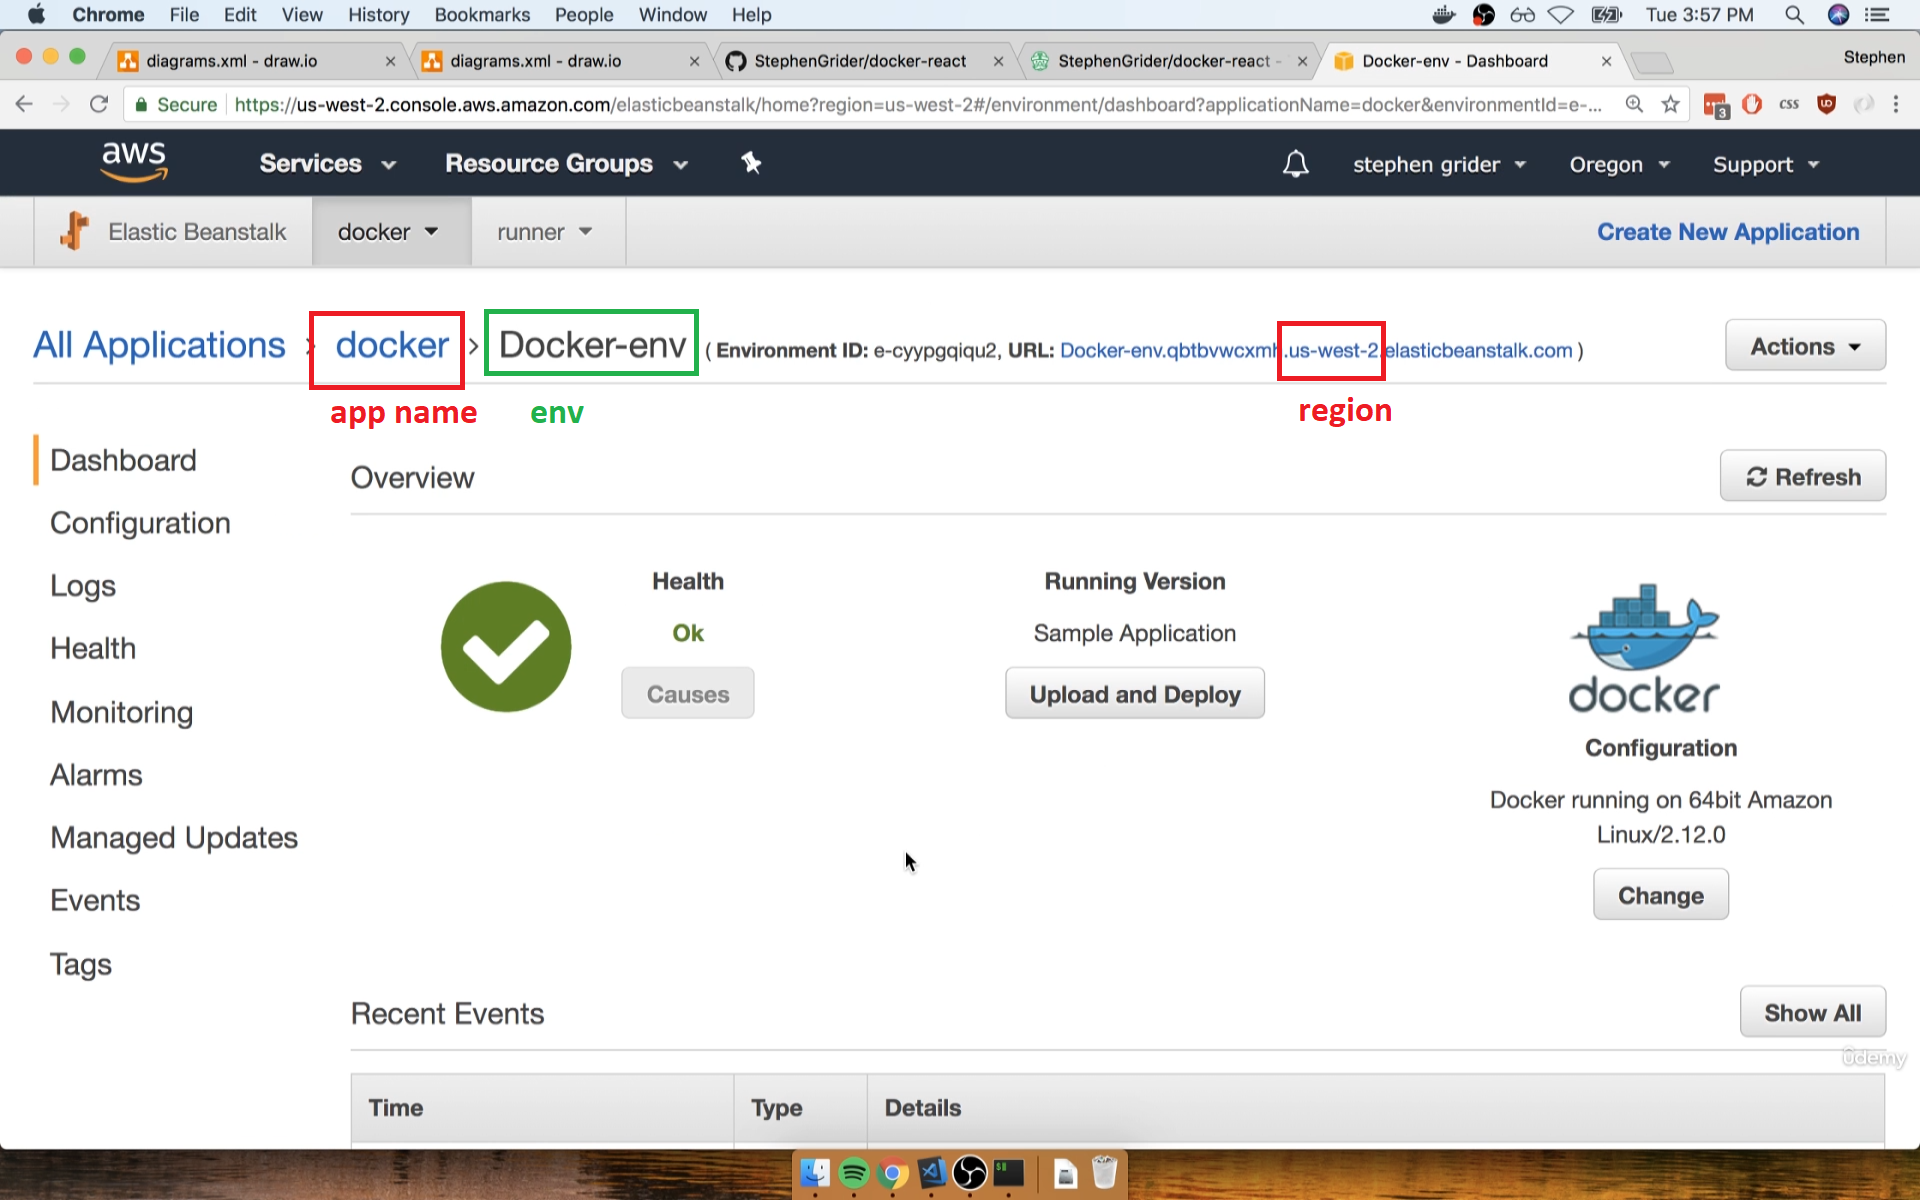 Chrome File Edit View History Bookmarks People Window Help Tue 3:57 PM
diagrams.xml - draw.io diagrams.xml - draw.io StephenGrider/docker-react StephenGrider/docker-react - Docker-env - Dashboard Stephen
Secure https://us-west-2.console.aws.amazon.com/elasticbeanstalk/home?region=us-west-2#/environment/dashboard?applicationName=docker&environmentId=e-... 3 CSS
aws Services Resource Groups stephen grider Oregon Support
Elastic Beanstalk docker runner Create New Application
All Applications › docker › Docker-env ( Environment ID: e-cyypgqiqu2, URL: Docker-env.qbtbvwcxmh.us-west-2.elasticbeanstalk.com ) Actions
app name env region
Dashboard
Configuration
Logs
Health
Monitoring
Alarms
Managed Updates
Events
Tags
Overview Refresh
Health
Ok
Causes
Running Version
Sample Application
Upload and Deploy
docker
Configuration
Docker running on 64bit Amazon
Linux/2.12.0
Change
Recent Events Show All
ûdemy
Time Type Details